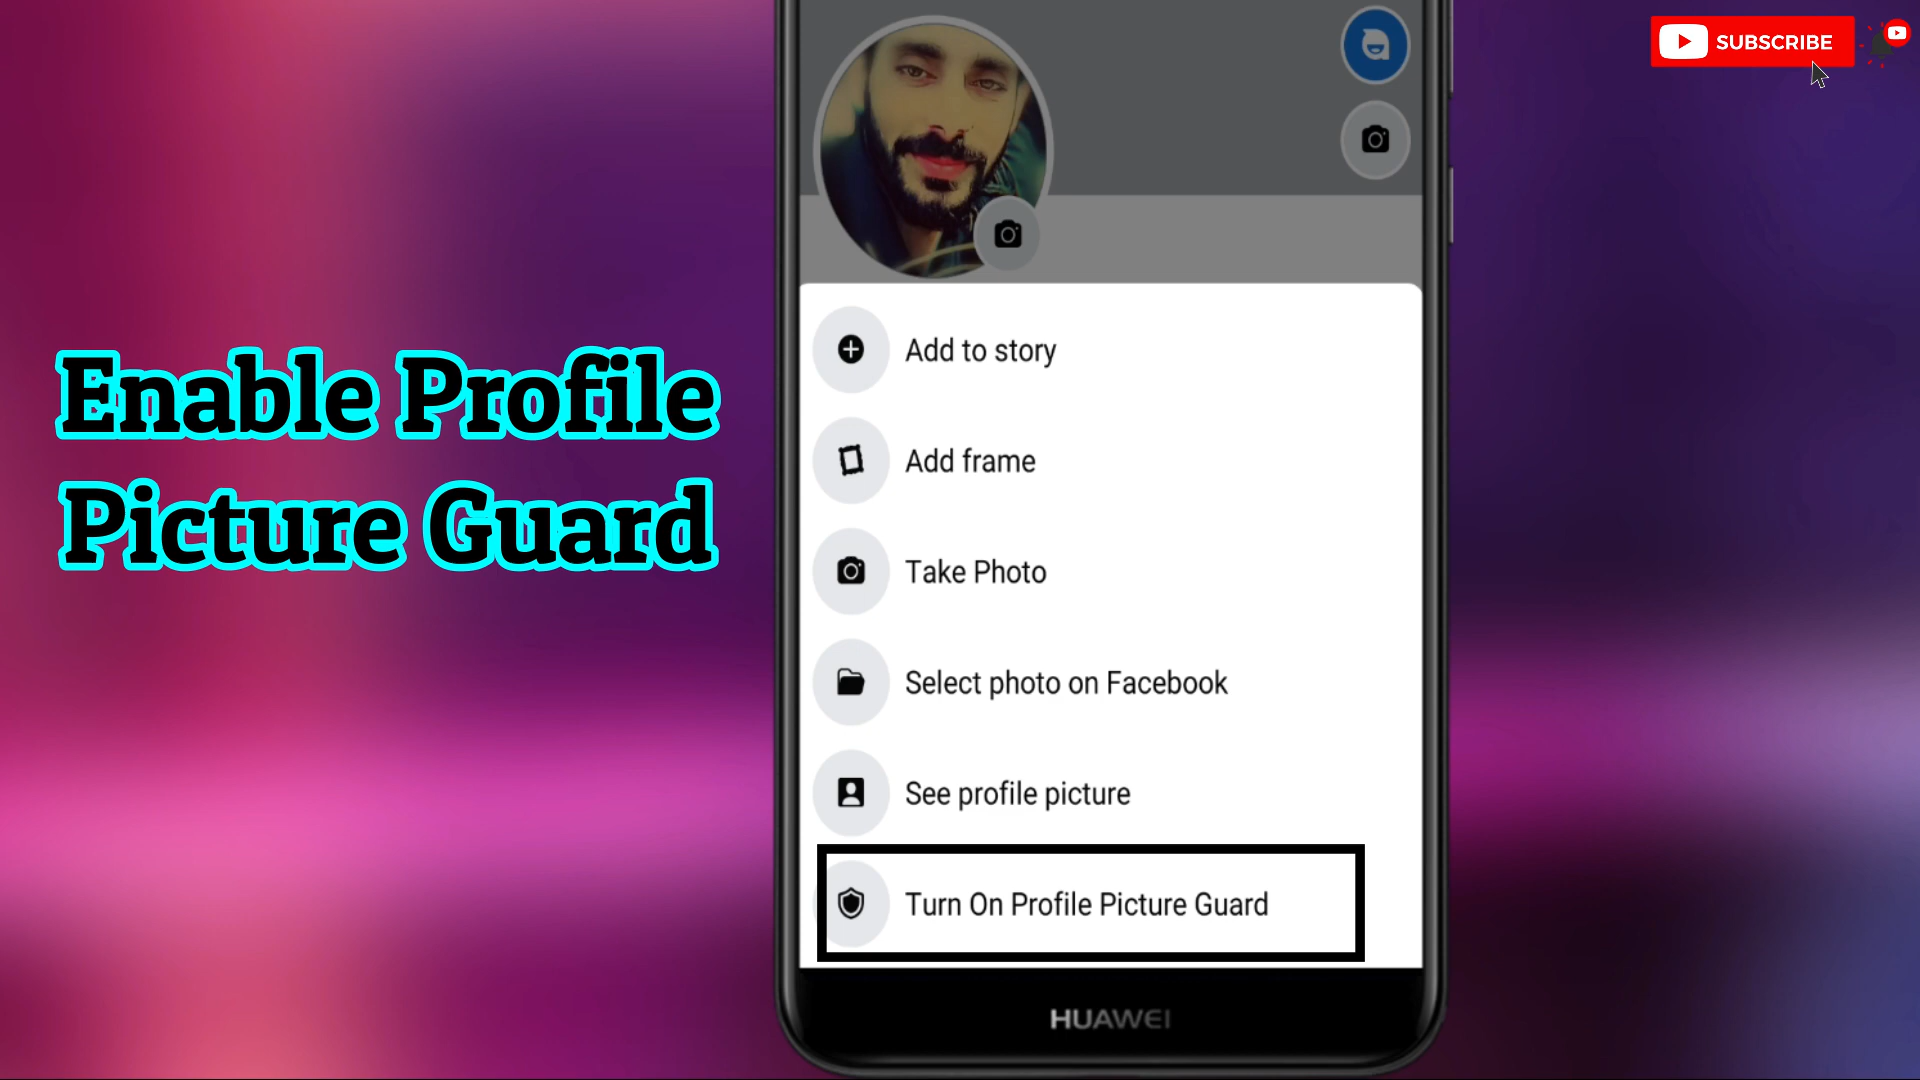 SUBSCRIBE
Enable Profile
Picture Guard
Add to story
Add frame
Take Photo
Select photo on Facebook
See profile picture
Turn On Profile Picture Guard
HUAWEI